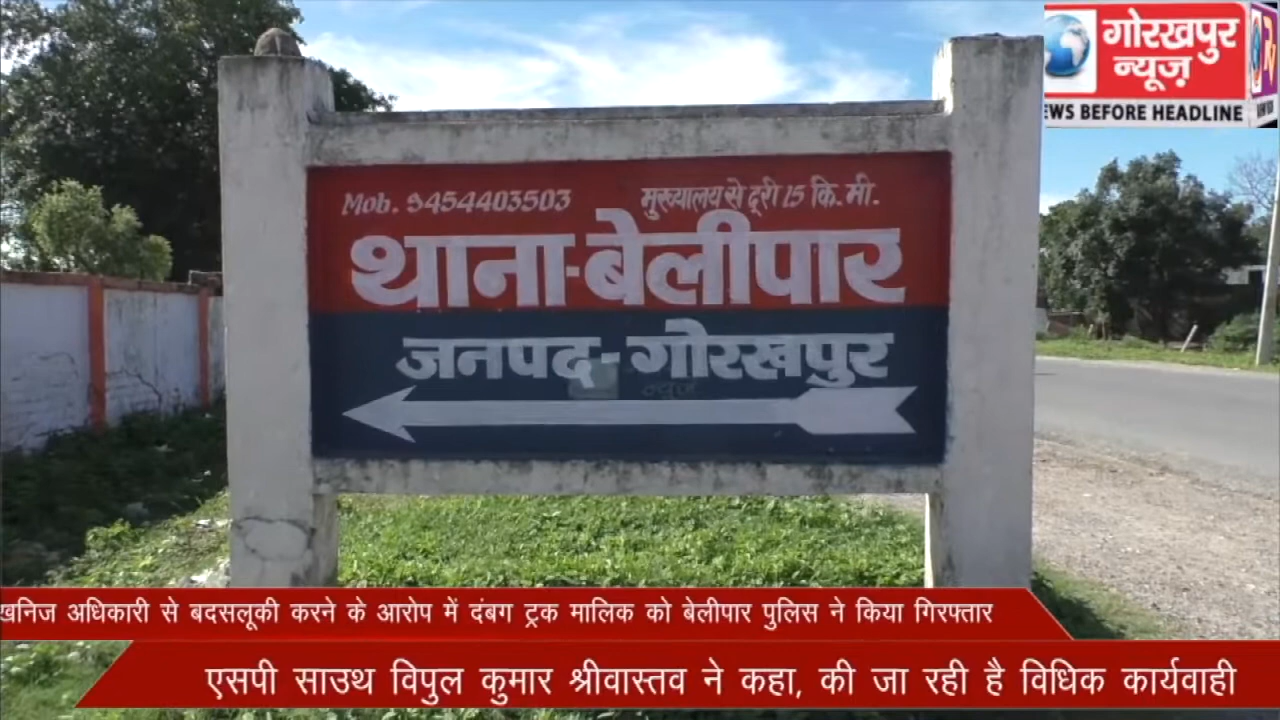 गोरखपुर
न्यूज़
EWS BEFORE HEADLINE
Mob. 9454403503 मुख्यालय से दूरी 15 कि. मी.
थाना-बेलीपार
जनपद-गोरखपुर
न्यूज
खनिज अधिकारी से बदसलूकी करने के आरोप में दंबग ट्रक मालिक को बेलीपार पुलिस ने किया गिरफ्तार
एसपी साउथ विपुल कुमार श्रीवास्तव ने कहा, की जा रही है विधिक कार्यवाही